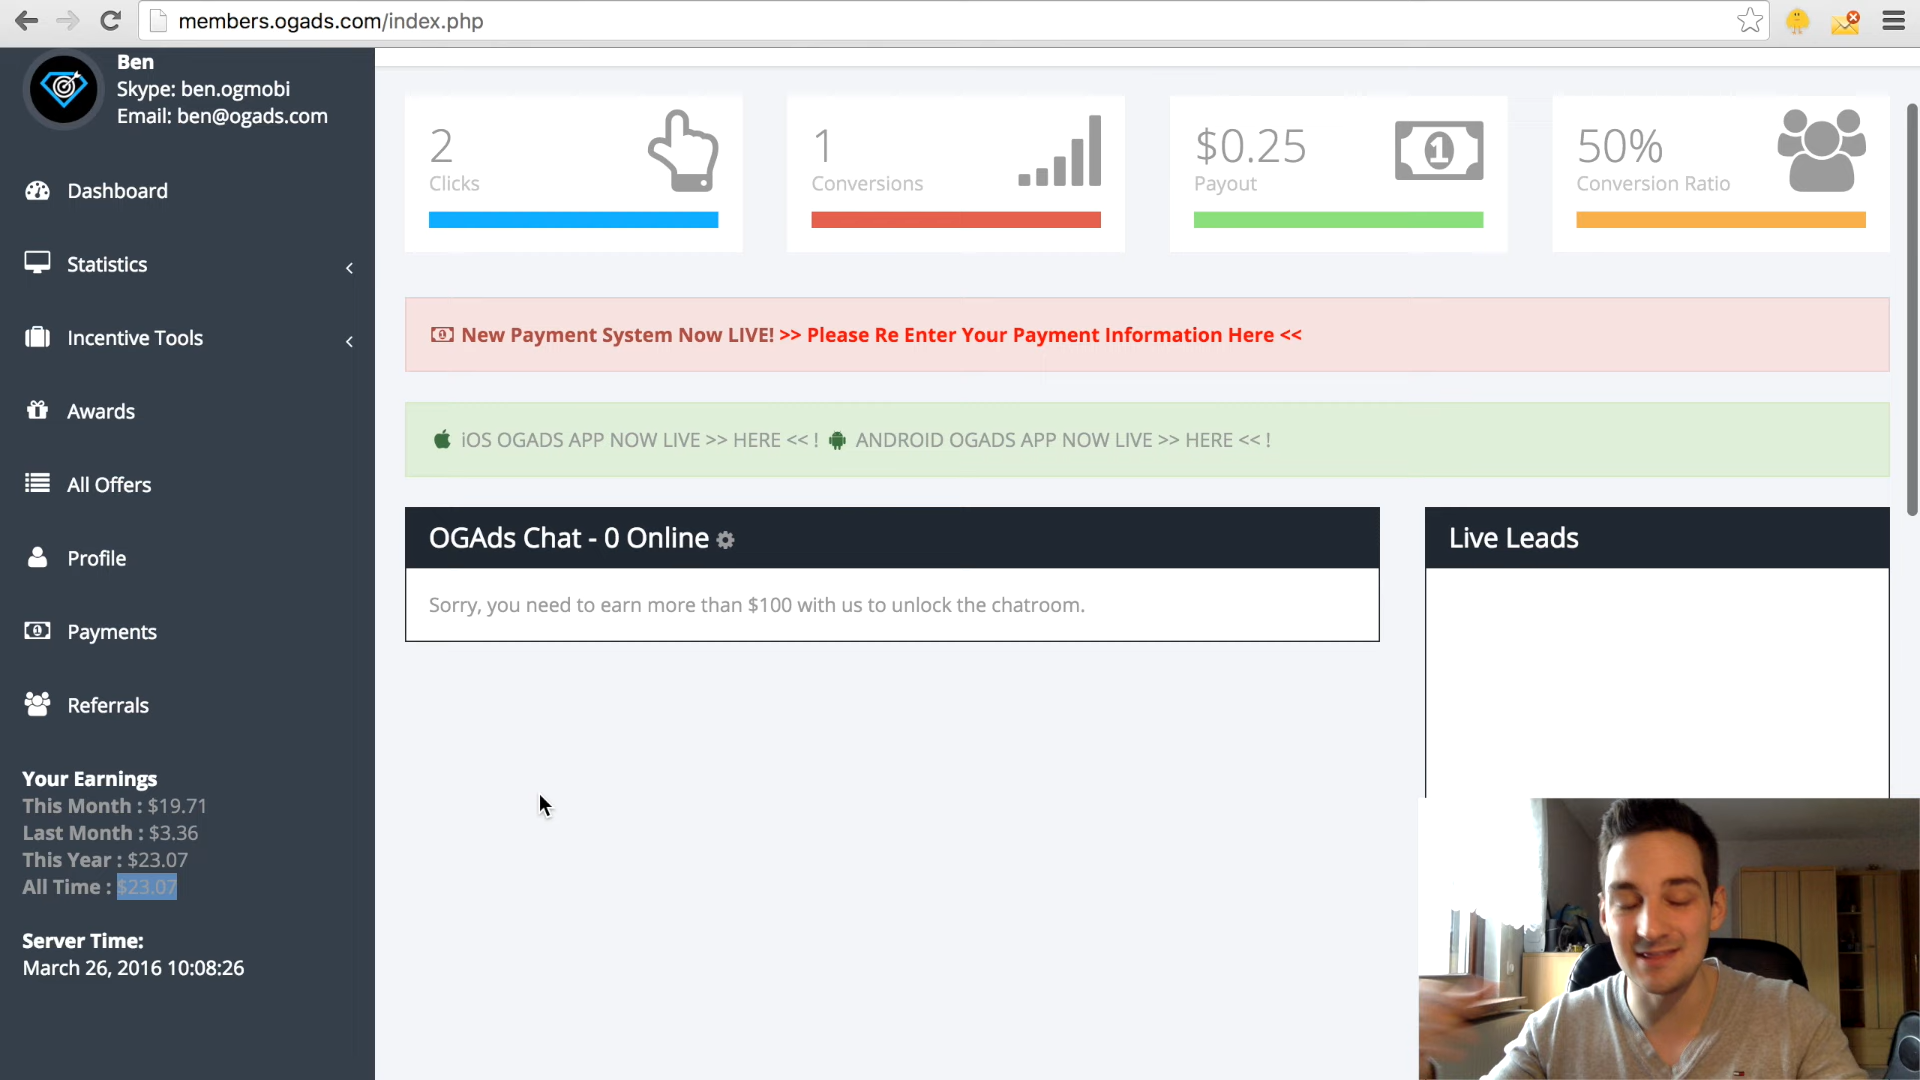 members.ogads.com/index.php
Ben
Skype: ben.ogmobi
Email: ben@ogads.com
Dashboard
Statistics
Incentive Tools
Awards
All Offers
Profile
Payments
Referrals
Your Earnings
This Month : $19.71
Last Month : $3.36
This Year : $23.07
All Time : $23.07
Server Time:
March 26, 2016 10:08:26
2
Clicks
1
Conversions
$0.25
Payout
50%
Conversion Ratio
New Payment System Now LIVE! >> Please Re Enter Your Payment Information Here <<
iOS OGADS APP NOW LIVE >> HERE << ! ANDROID OGADS APP NOW LIVE >> HERE << !
OGAds Chat - 0 Online
Sorry, you need to earn more than $100 with us to unlock the chatroom.
Live Leads